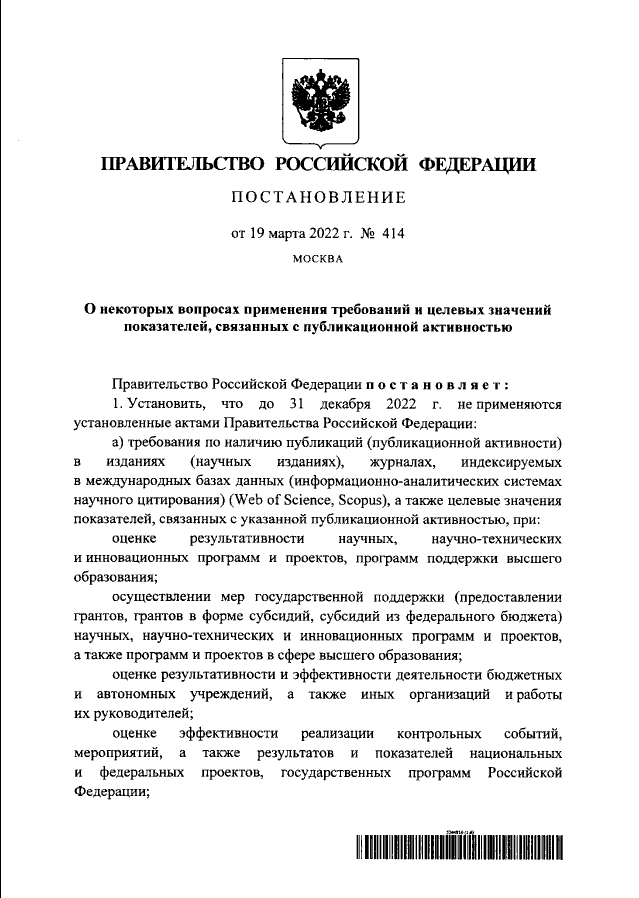 ПРАВИТЕЛЬСТВО РОССИЙСКОЙ ФЕДЕРАЦИИ
ПОСТАНОВЛЕНИЕ
от 19 марта 2022 г. № 414
МОСКВА
О некоторых вопросах применения требований и целевых значений
показателей, связанных с публикационной активностью
Правительство Российской Федерации постановляет:
1. Установить, что до 31 декабря 2022 г. не применяются
установленные актами Правительства Российской Федерации:
а) требования по наличию публикаций (публикационной активности)
в изданиях (научных изданиях), журналах, индексируемых
в международных базах данных (информационно-аналитических системах
научного цитирования) (Web of Science, Scopus), а также целевые значения
показателей, связанных с указанной публикационной активностью, при:
оценке результативности научных, научно-технических
и инновационных программ и проектов, программ поддержки высшего
образования;
осуществлении мер государственной поддержки (предоставлении
грантов, грантов в форме субсидий, субсидий из федерального бюджета)
научных, научно-технических и инновационных программ и проектов,
а также программ и проектов в сфере высшего образования;
оценке результативности и эффективности деятельности бюджетных
и автономных учреждений, а также иных организаций и работы
их руководителей;
оценке эффективности реализации контрольных событий,
мероприятий, а также результатов и показателей национальных
и федеральных проектов, государственных программ Российской
Федерации;